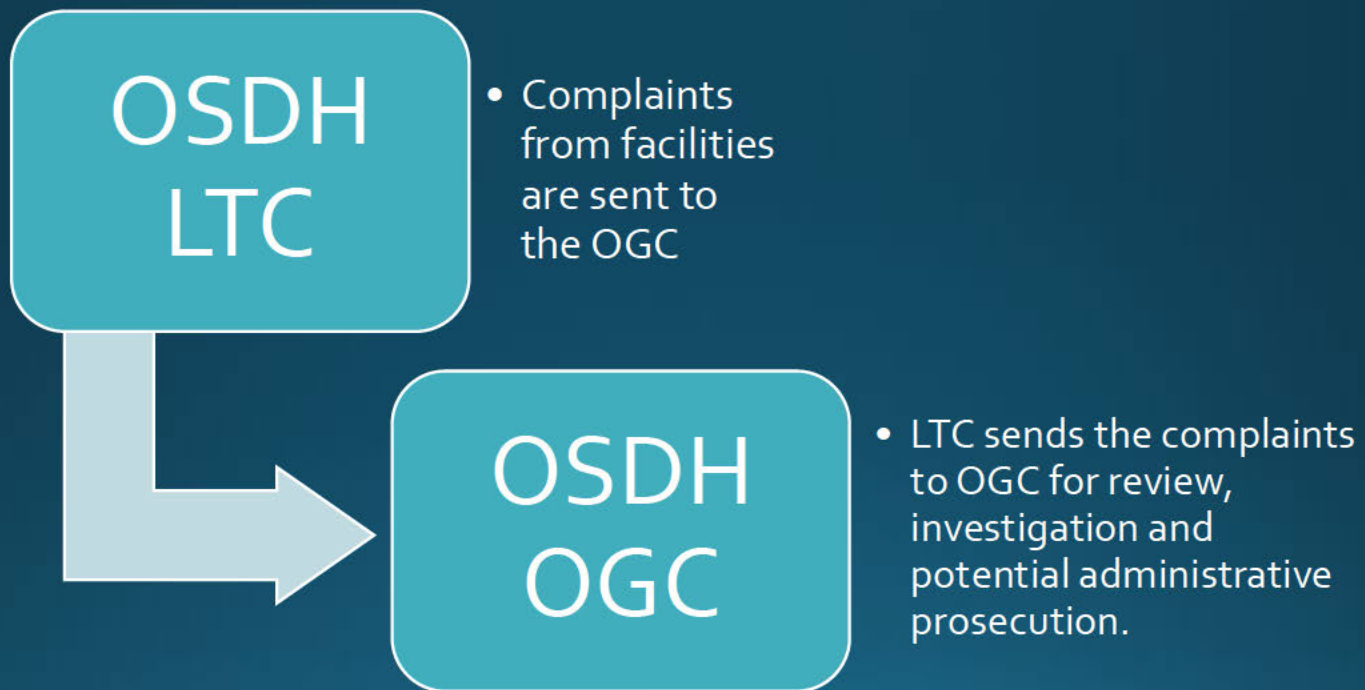 OSDH
LTC
• Complaints
from facilities
are sent to
the OGC
OSDH
OGC
• LTC sends the complaints
to OGC for review,
investigation and
potential administrative
prosecution.